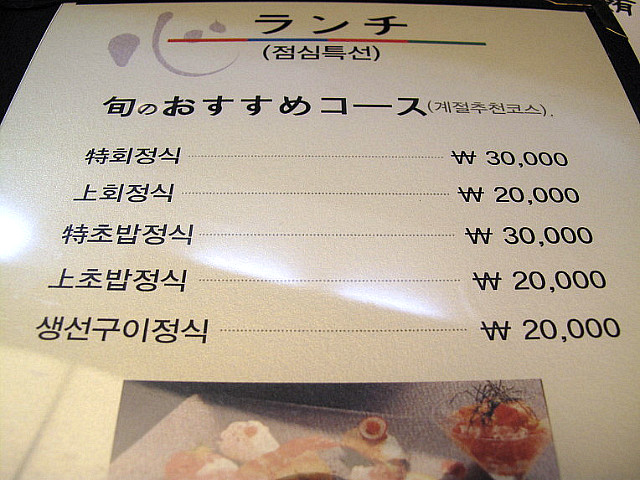 ランチ
(점심특선)
旬のおすすめコース(계절추천코스).
特회정식 ₩ 30,000
上회정식 ₩ 20,000
特초밥정식 ₩ 30,000
上초밥정식 ₩ 20,000
생선구이정식 ₩ 20,000